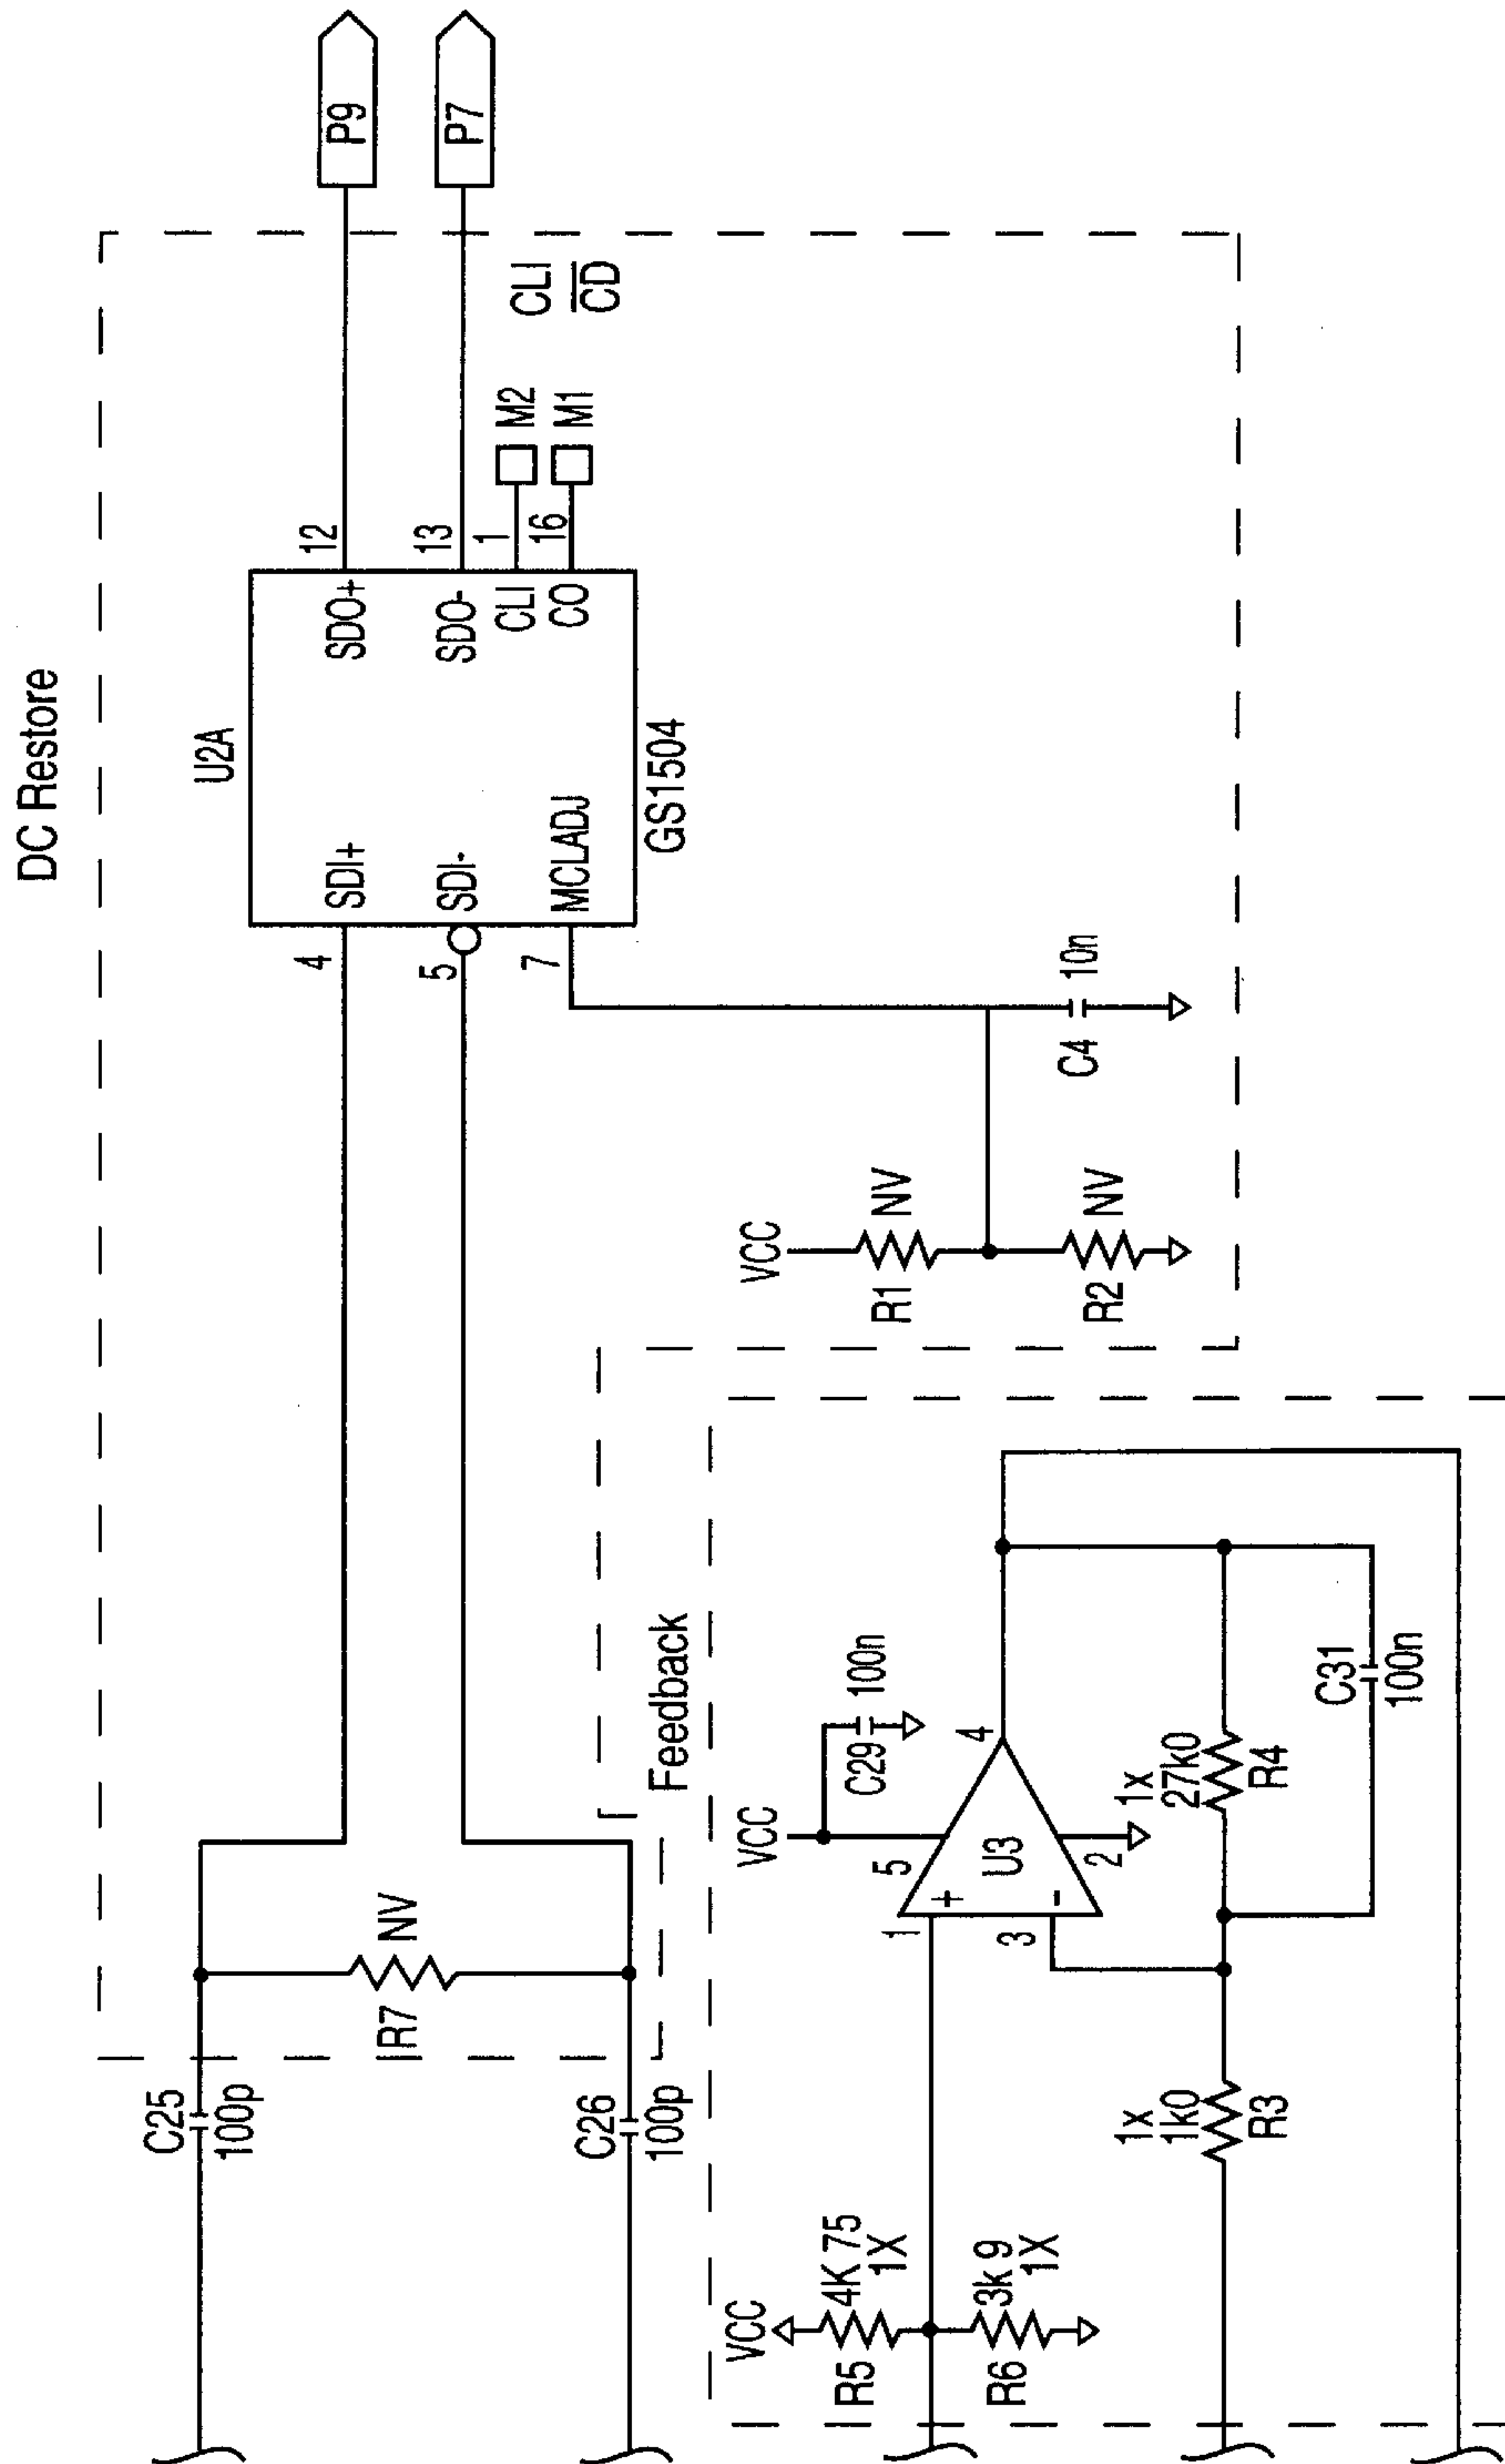 DC Restore
C25
100p
R7
NV
C26
100p
U2A
4
SDI+
SDO+
12
P9
5
SDI-
SDO-
13
P7
7
MCLADJ
CLI
1
M2
CLI
CO
16
M1
CD
GS1504
VCC
R1
NV
R2
NV
C4
10n
Feedback
VCC
R5
4K 75
1X
R6
3k 9
1X
VCC
C29
100n
5
1
+
U3
4
3
-
2
1x
1k0
R3
1x
27k0
R4
C31
100n